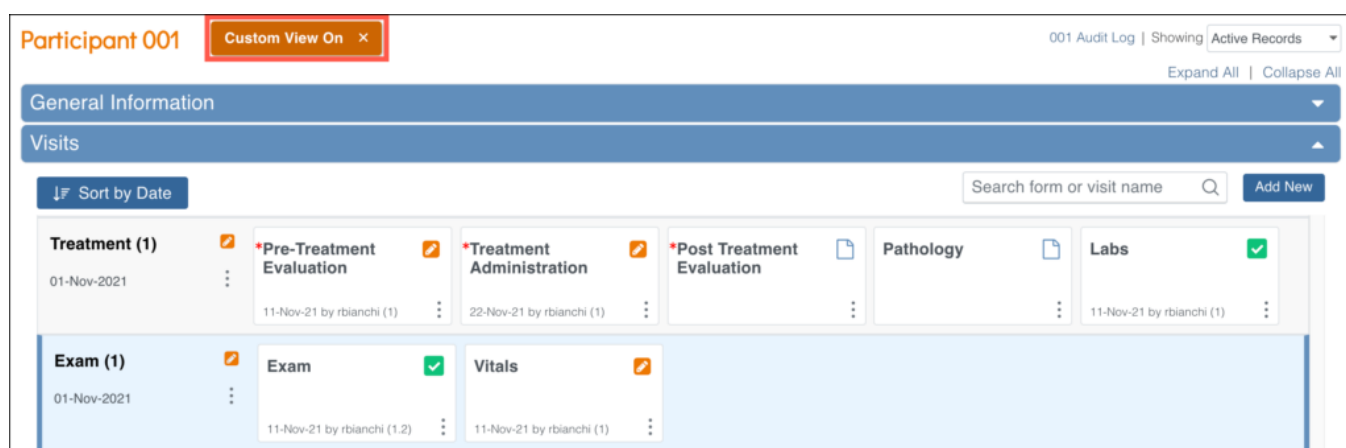 Participant 001
Custom View On ×
001 Audit Log | Showing Active Records
Expand All | Collapse All
General Information
Visits
Sort by Date
Search form or visit name
Add New
Treatment (1)
01-Nov-2021
*Pre-Treatment
Evaluation
11-Nov-21 by rbianchi (1)
*Treatment
Administration
22-Nov-21 by rbianchi (1)
*Post Treatment
Evaluation
Pathology
Labs
11-Nov-21 by rbianchi (1)
Exam (1)
01-Nov-2021
Exam
11-Nov-21 by rbianchi (1.2)
Vitals
11-Nov-21 by rbianchi (1)